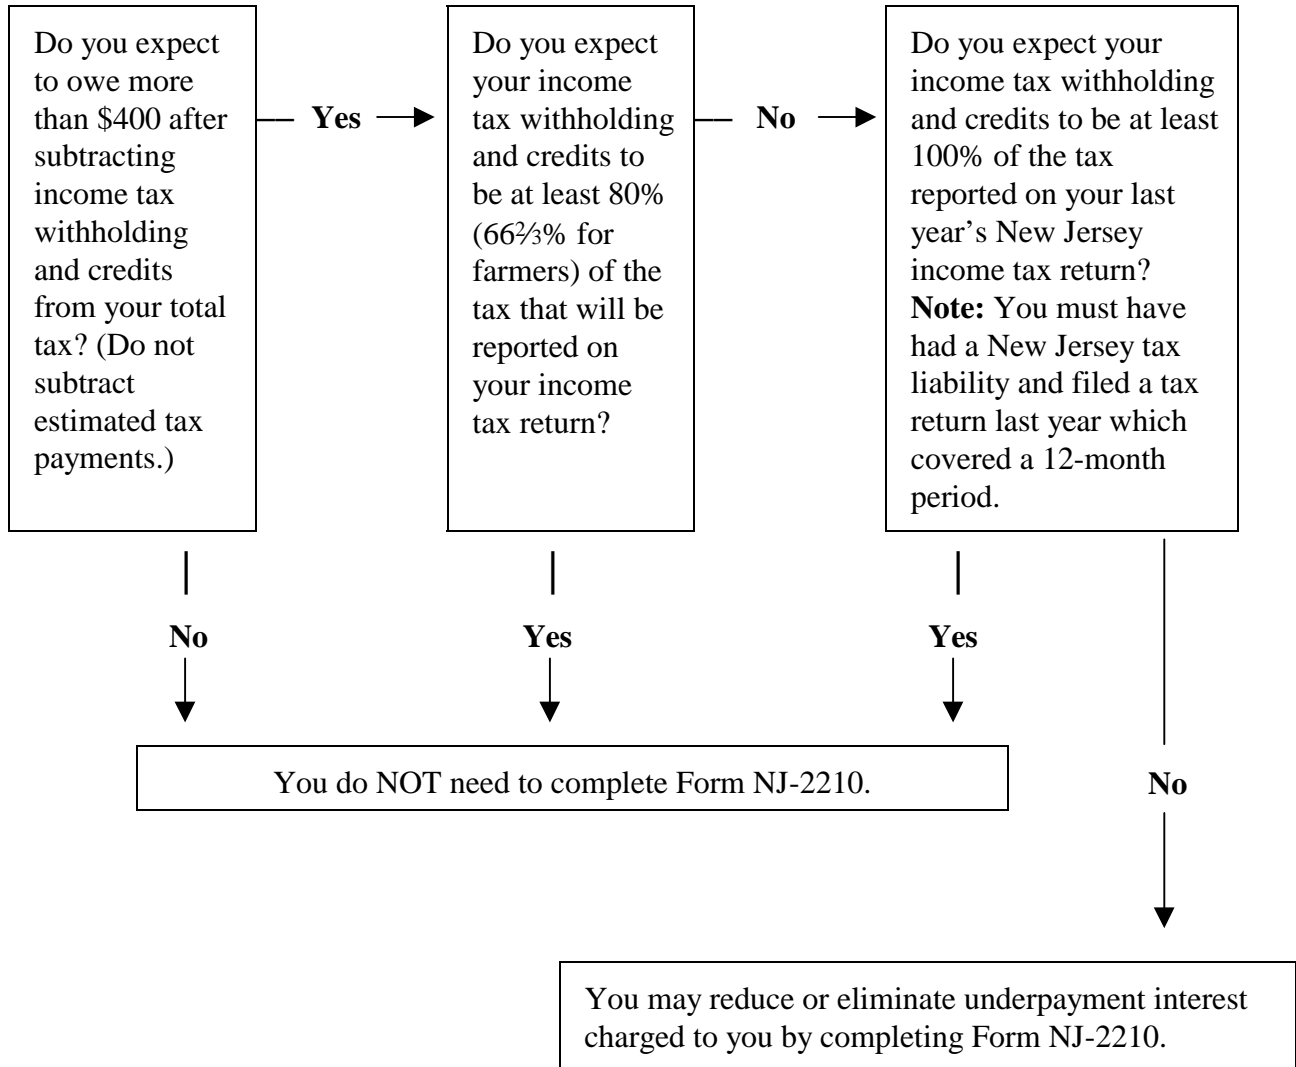 Do you expect
to owe more
than $400 after
subtracting
income tax
withholding
and credits
from your total
tax? (Do not
subtract
estimated tax
payments.)
Yes
Do you expect
your income
tax withholding
and credits to
be at least 80%
(66⅔% for
farmers) of the
tax that will be
reported on
your income
tax return?
No
Do you expect your
income tax withholding
and credits to be at least
100% of the tax
reported on your last
year’s New Jersey
income tax return?
Note: You must have
had a New Jersey tax
liability and filed a tax
return last year which
covered a 12-month
period.
No
Yes
Yes
You do NOT need to complete Form NJ-2210.
No
You may reduce or eliminate underpayment interest
charged to you by completing Form NJ-2210.